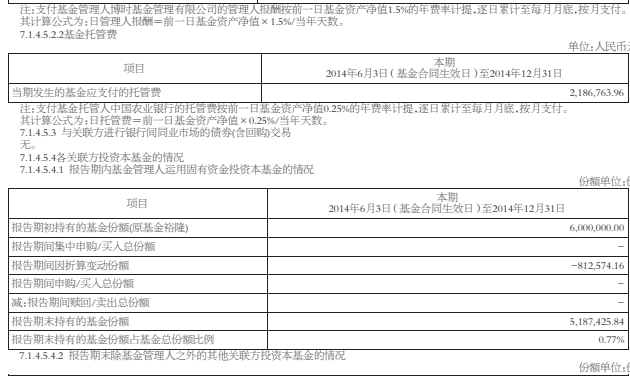 注:支付基金管理人博时基金管理有限公司的管理人报酬按前一日基金资产净值1.5%的年费率计提,逐日累计至每月月底,按月支付。
其计算公式为:日管理人报酬=前一日基金资产净值×1.5%/当年天数。
7.1.4.5.2.2基金托管费
单位:人民币
项目
本期
2014年6月3日(基金合同生效日)至2014年12月31日
当期发生的基金应支付的托管费 2,186,763.96
注:支付基金托管人中国农业银行的托管费按前一日基金资产净值0.25%的年费率计提,逐日累计至每月月底,按月支付。
其计算公式为:日托管费=前一日基金资产净值×0.25%/当年天数。
7.1.4.5.3 与关联方进行银行间同业市场的债券(含回购)交易
无。
7.1.4.5.4各关联方投资本基金的情况
7.1.4.5.4.1 报告期内基金管理人运用固有资金投资本基金的情况
份额单位:
项目
本期
2014年6月3日(基金合同生效日)至2014年12月31日
报告期初持有的基金份额(原基金裕隆) 6,000,000.00
报告期间集中申购/买入总份额 –
报告期间因折算变动份额 –812,574.16
报告期间申购/买入总份额 –
减:报告期间赎回/卖出总份额 –
报告期末持有的基金份额 5,187,425.84
报告期末持有的基金份额占基金总份额比例 0.77%
7.1.4.5.4.2 报告期末除基金管理人之外的其他关联方投资本基金的情况
份额单位: